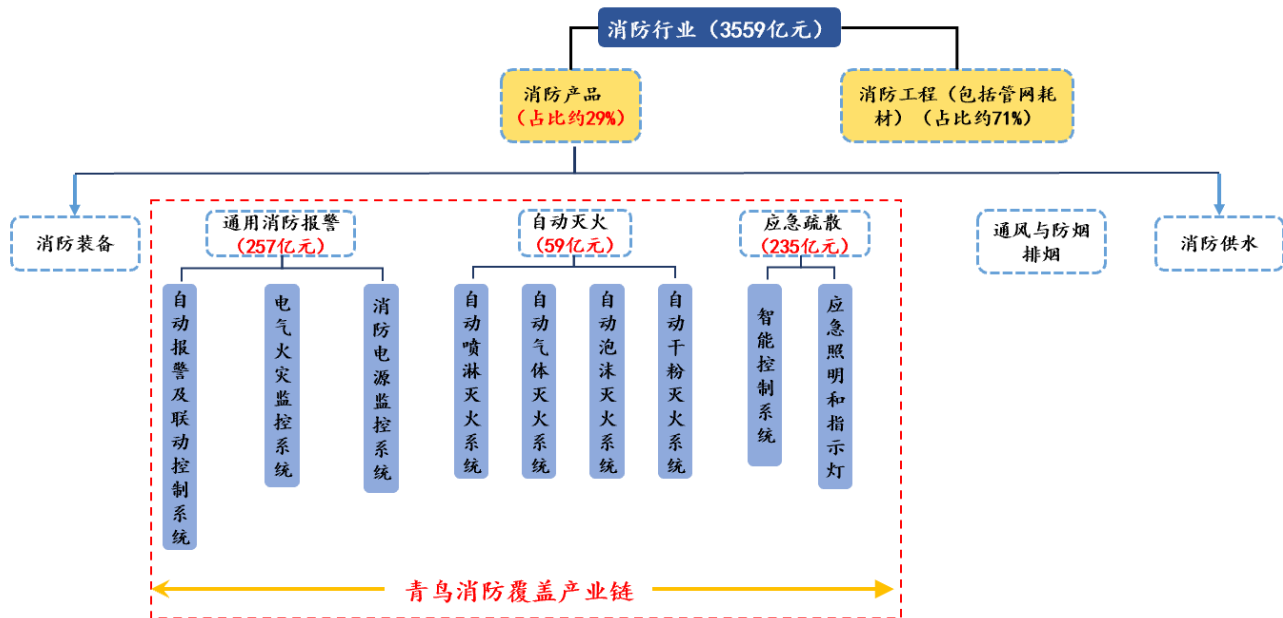 消防行业（3559亿元）
消防产品
（占比约29%）
消防工程（包括管网耗
材）（占比约71%）
消防装备
通用消防报警
（257亿元）
自动灭火
（59亿元）
应急疏散
（235亿元）
通风与防烟
排烟
消防供水
自动报警及联动控制系统
电气火灾监控系统
消防电源监控系统
自动喷淋灭火系统
自动气体灭火系统
自动泡沫灭火系统
自动干粉灭火系统
智能控制系统
应急照明和指示灯
青鸟消防覆盖产业链